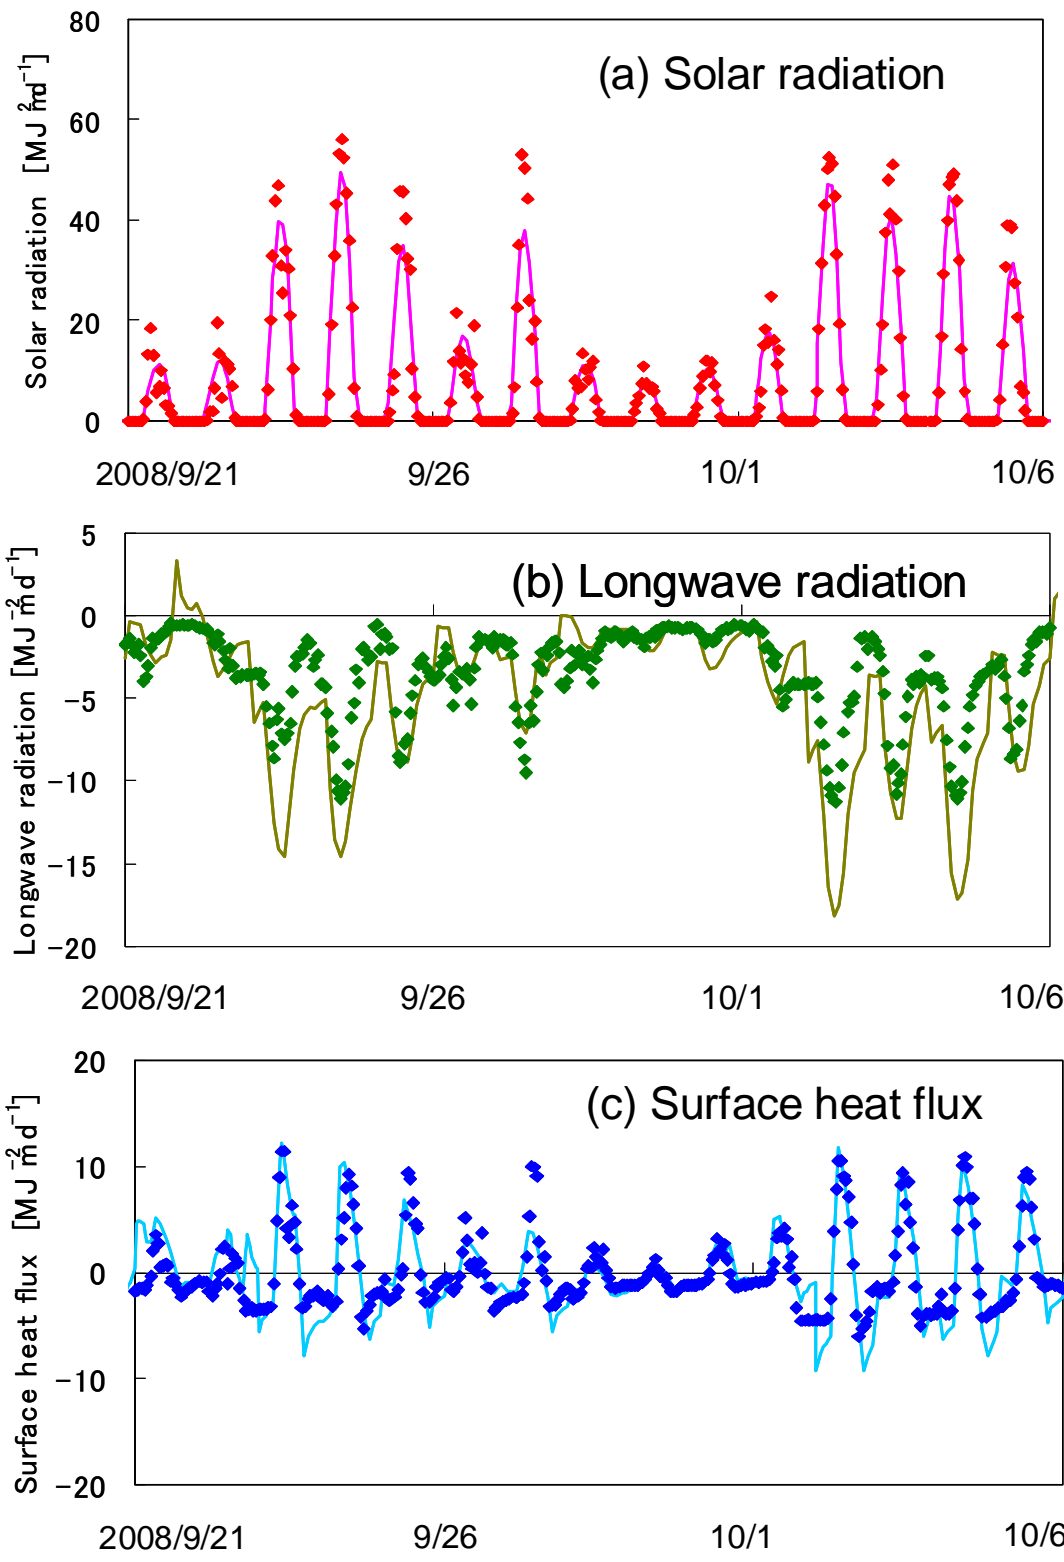 (a) Solar radiation
Solar radiation [MJ m²d⁻¹]
80
60
40
20
0
2008/9/21 9/26 10/1 10/6
(b) Longwave radiation
Longwave radiation [MJ m⁻²d⁻¹]
5
0
−5
−10
−15
−20
2008/9/21 9/26 10/1 10/6
(c) Surface heat flux
Surface heat flux [MJ m⁻²d⁻¹]
20
10
0
−10
−20
2008/9/21 9/26 10/1 10/6